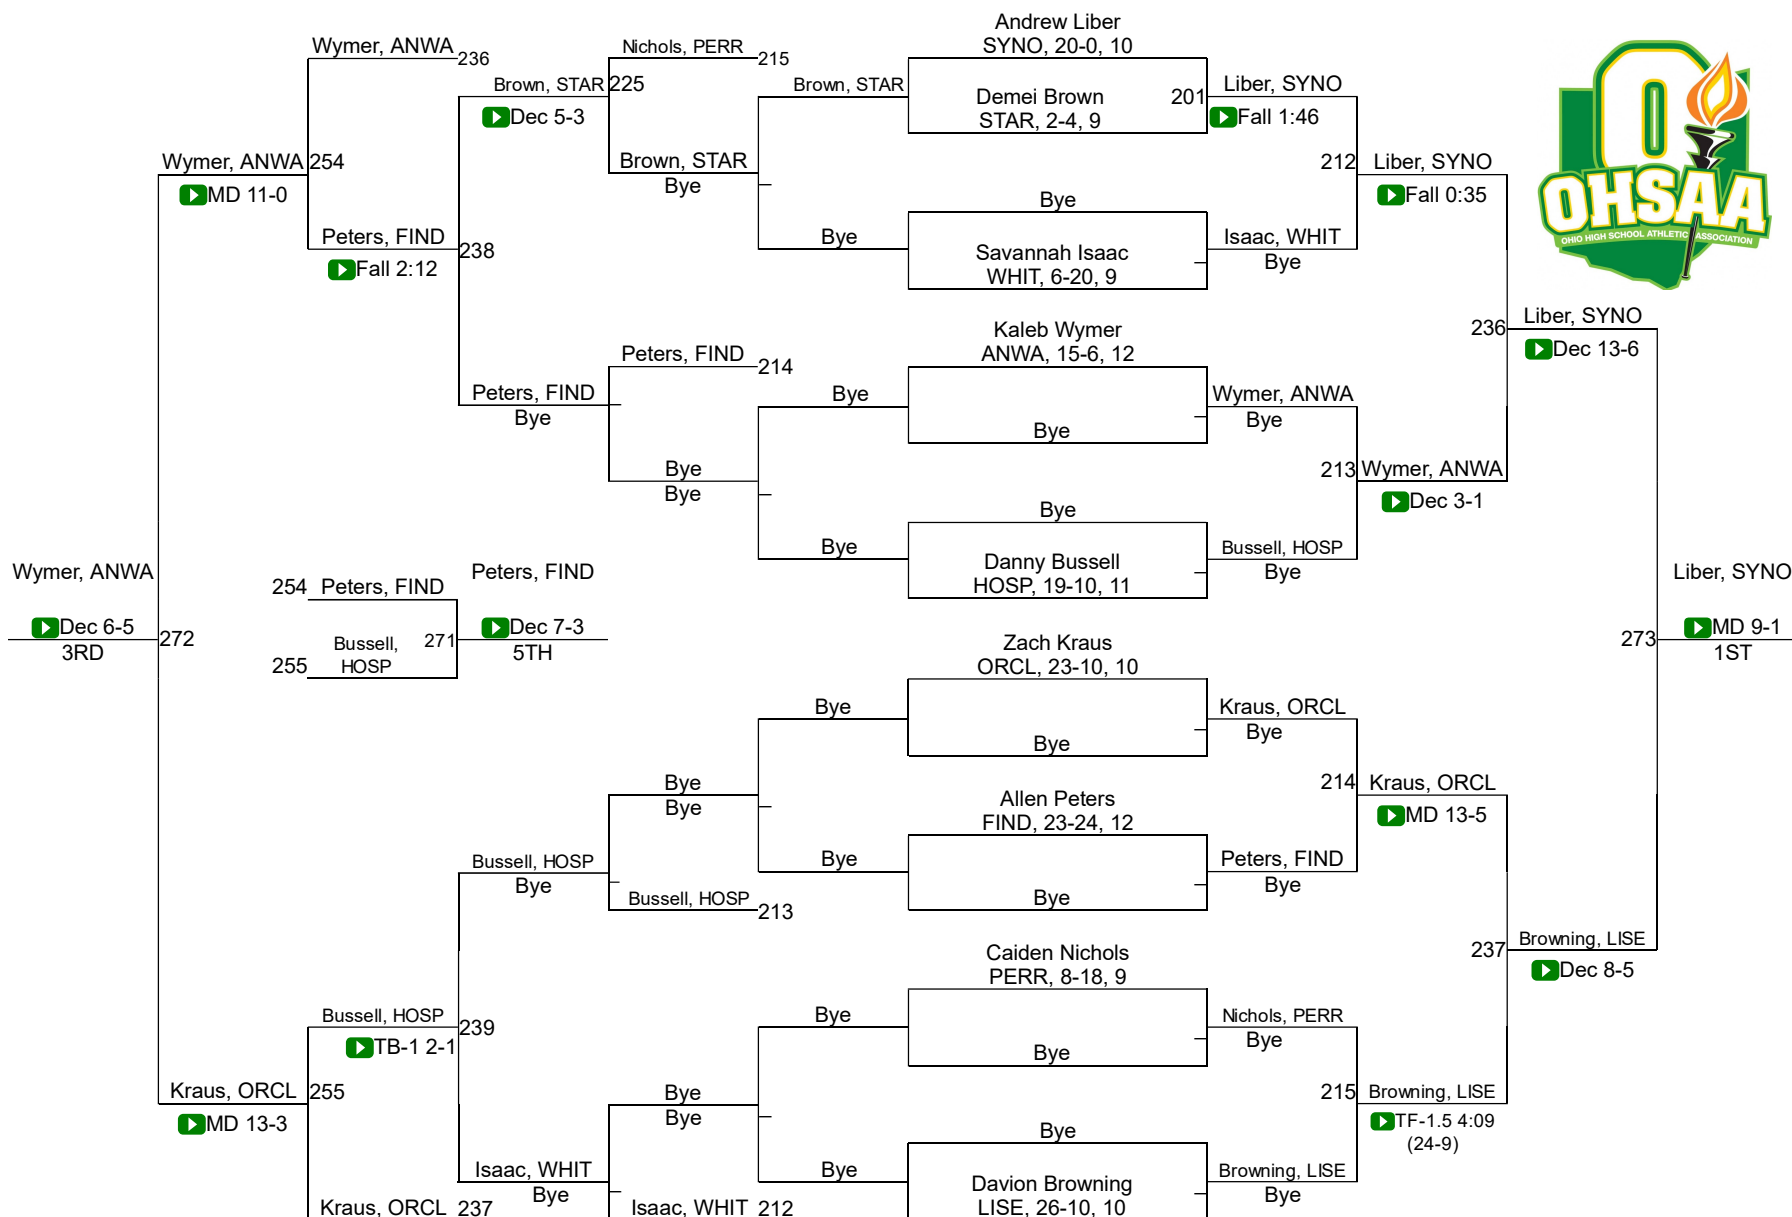 Andrew Liber
SYNO, 20-0, 10
Wymer, ANWA
236
Nichols, PERR
215
Brown, STAR
225
Dec 5-3
Brown, STAR
Demei Brown
STAR, 2-4, 9
201
Liber, SYNO
Fall 1:46
Wymer, ANWA
254
MD 11-0
Brown, STAR
Bye
212
Liber, SYNO
Fall 0:35
Bye
Peters, FIND
238
Fall 2:12
Bye
Savannah Isaac
WHIT, 6-20, 9
Isaac, WHIT
Bye
O
OHSAA
OHIO HIGH SCHOOL ATHLETIC ASSOCIATION
Kaleb Wymer
ANWA, 15-6, 12
236
Liber, SYNO
Dec 13-6
Peters, FIND
214
Peters, FIND
Bye
Bye
Wymer, ANWA
Bye
Bye
Bye
Bye
213
Wymer, ANWA
Dec 3-1
Bye
Bye
Danny Bussell
HOSP, 19-10, 11
Bussell, HOSP
Bye
Wymer, ANWA
Dec 6-5
3RD
272
254
Peters, FIND
Bussell,
HOSP
255
271
Peters, FIND
Dec 7-3
5TH
Liber, SYNO
273
MD 9-1
1ST
Zach Kraus
ORCL, 23-10, 10
Bye
Bye
Kraus, ORCL
Bye
Bye
Bye
214
Kraus, ORCL
MD 13-5
Allen Peters
FIND, 23-24, 12
Bussell, HOSP
Bye
Bye
Bye
Peters, FIND
Bye
Bussell, HOSP
213
237
Browning, LISE
Dec 8-5
Caiden Nichols
PERR, 8-18, 9
Bussell, HOSP
239
TB-1 2-1
Bye
Bye
Nichols, PERR
Bye
Kraus, ORCL
255
MD 13-3
Bye
Bye
215
Browning, LISE
TF-1.5 4:09
(24-9)
Bye
Isaac, WHIT
Bye
Bye
Davion Browning
LISE, 26-10, 10
Browning, LISE
Bye
Kraus, ORCL
237
Isaac, WHIT
212